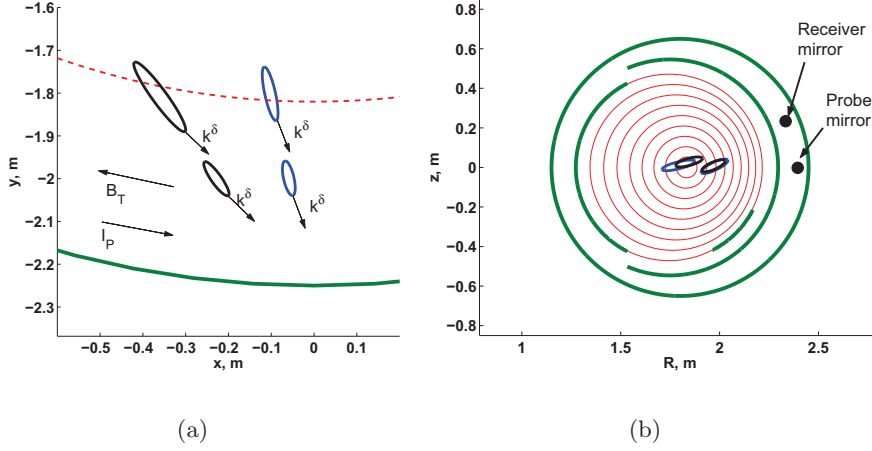 −1.6
−1.7
−1.8
−1.9
−2
−2.1
−2.2
−2.3
y, m
k^δ
k^δ
k^δ
k^δ
B_T
I_P
−0.5 −0.4 −0.3 −0.2 −0.1 0 0.1
x, m
(a)
0.8
0.6
0.4
0.2
0
−0.2
−0.4
−0.6
−0.8
z, m
Receiver
mirror
Probe
mirror
1 1.5 2 2.5
R, m
(b)